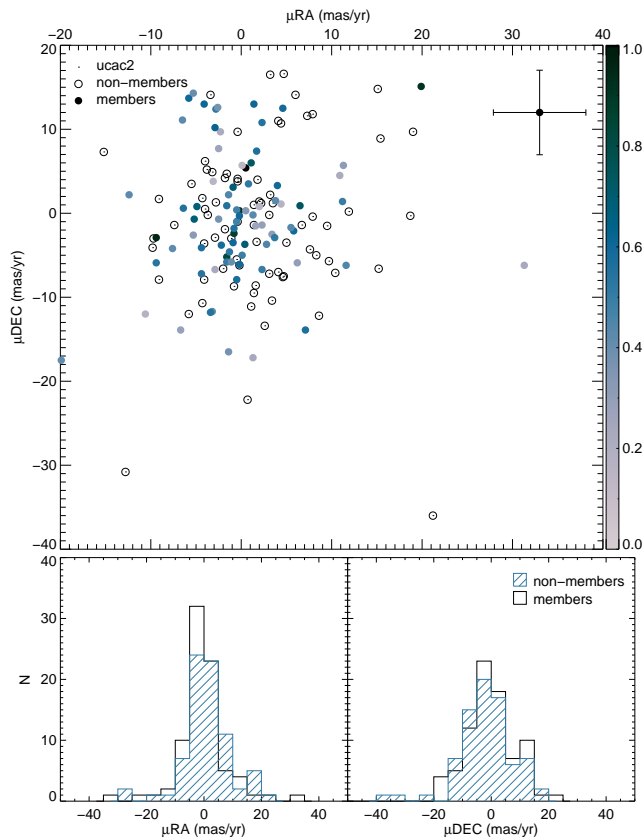 μRA (mas/yr)
−20 −10 0 10 20 30 40
20
10
0
−10
−20
−30
−40
μDEC (mas/yr)
ucac2
non−members
members
1.0
0.8
0.6
0.4
0.2
0.0
30
20
10
0
N
non−members
members
−40 −20 0 20 40
−40 −20 0 20 40
μRA (mas/yr)
μDEC (mas/yr)